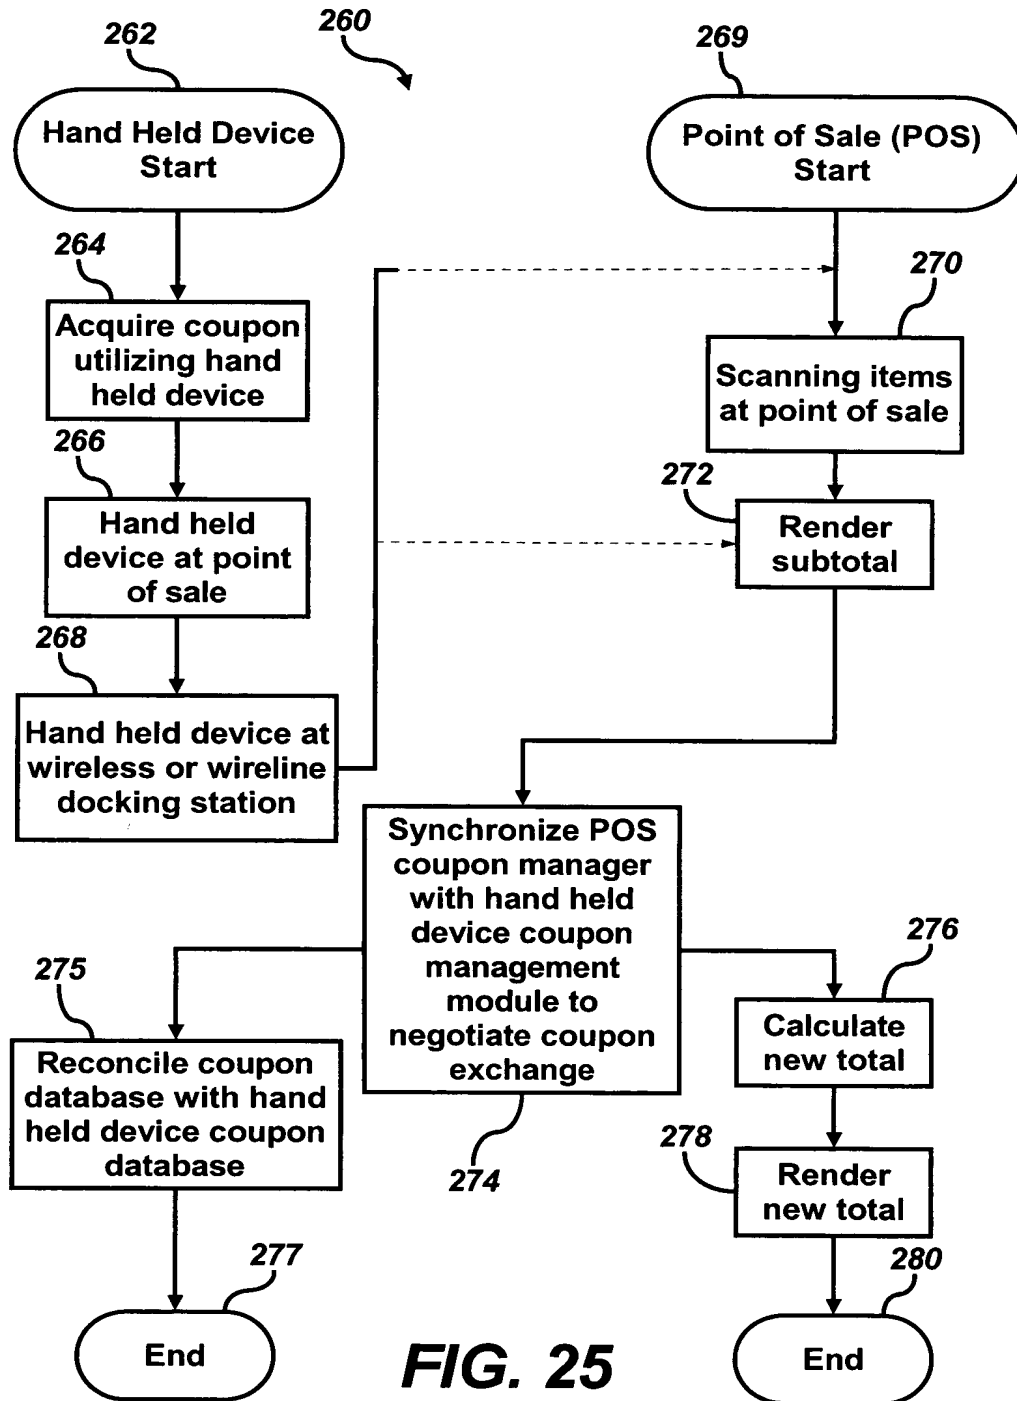 262
260
269
Hand Held Device
Start
Point of Sale (POS)
Start
264
270
Acquire coupon
utilizing hand
held device
Scanning items
at point of sale
266
272
Hand held
device at point
of sale
Render
subtotal
268
Hand held device at
wireless or wireline
docking station
Synchronize POS
coupon manager
with hand held
device coupon
management
module to
negotiate coupon
exchange
274
275
276
Reconcile coupon
database with hand
held device coupon
database
Calculate
new total
278
Render
new total
277
280
End
End
FIG. 25